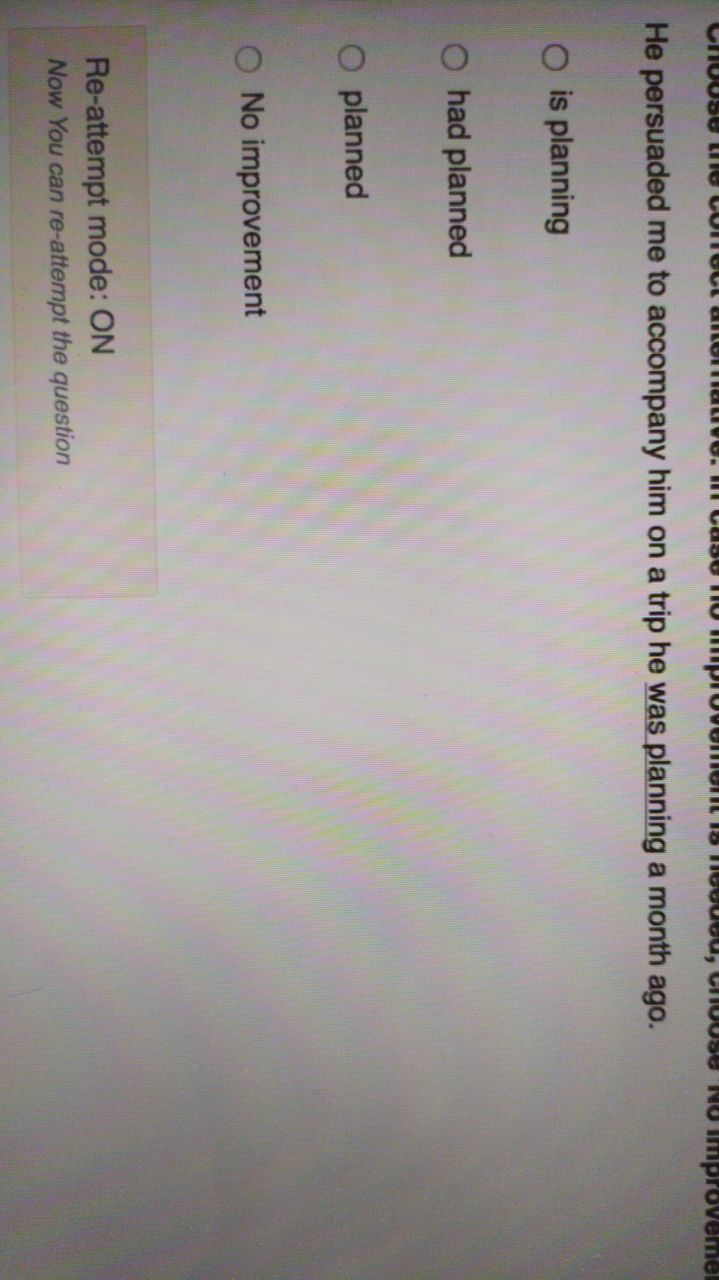 Choose the correct alternative. In case no improvement is needed, choose 'No improveme
He persuaded me to accompany him on a trip he was planning a month ago.
is planning
had planned
planned
No improvement
Re-attempt mode: ON
Now You can re-attempt the question